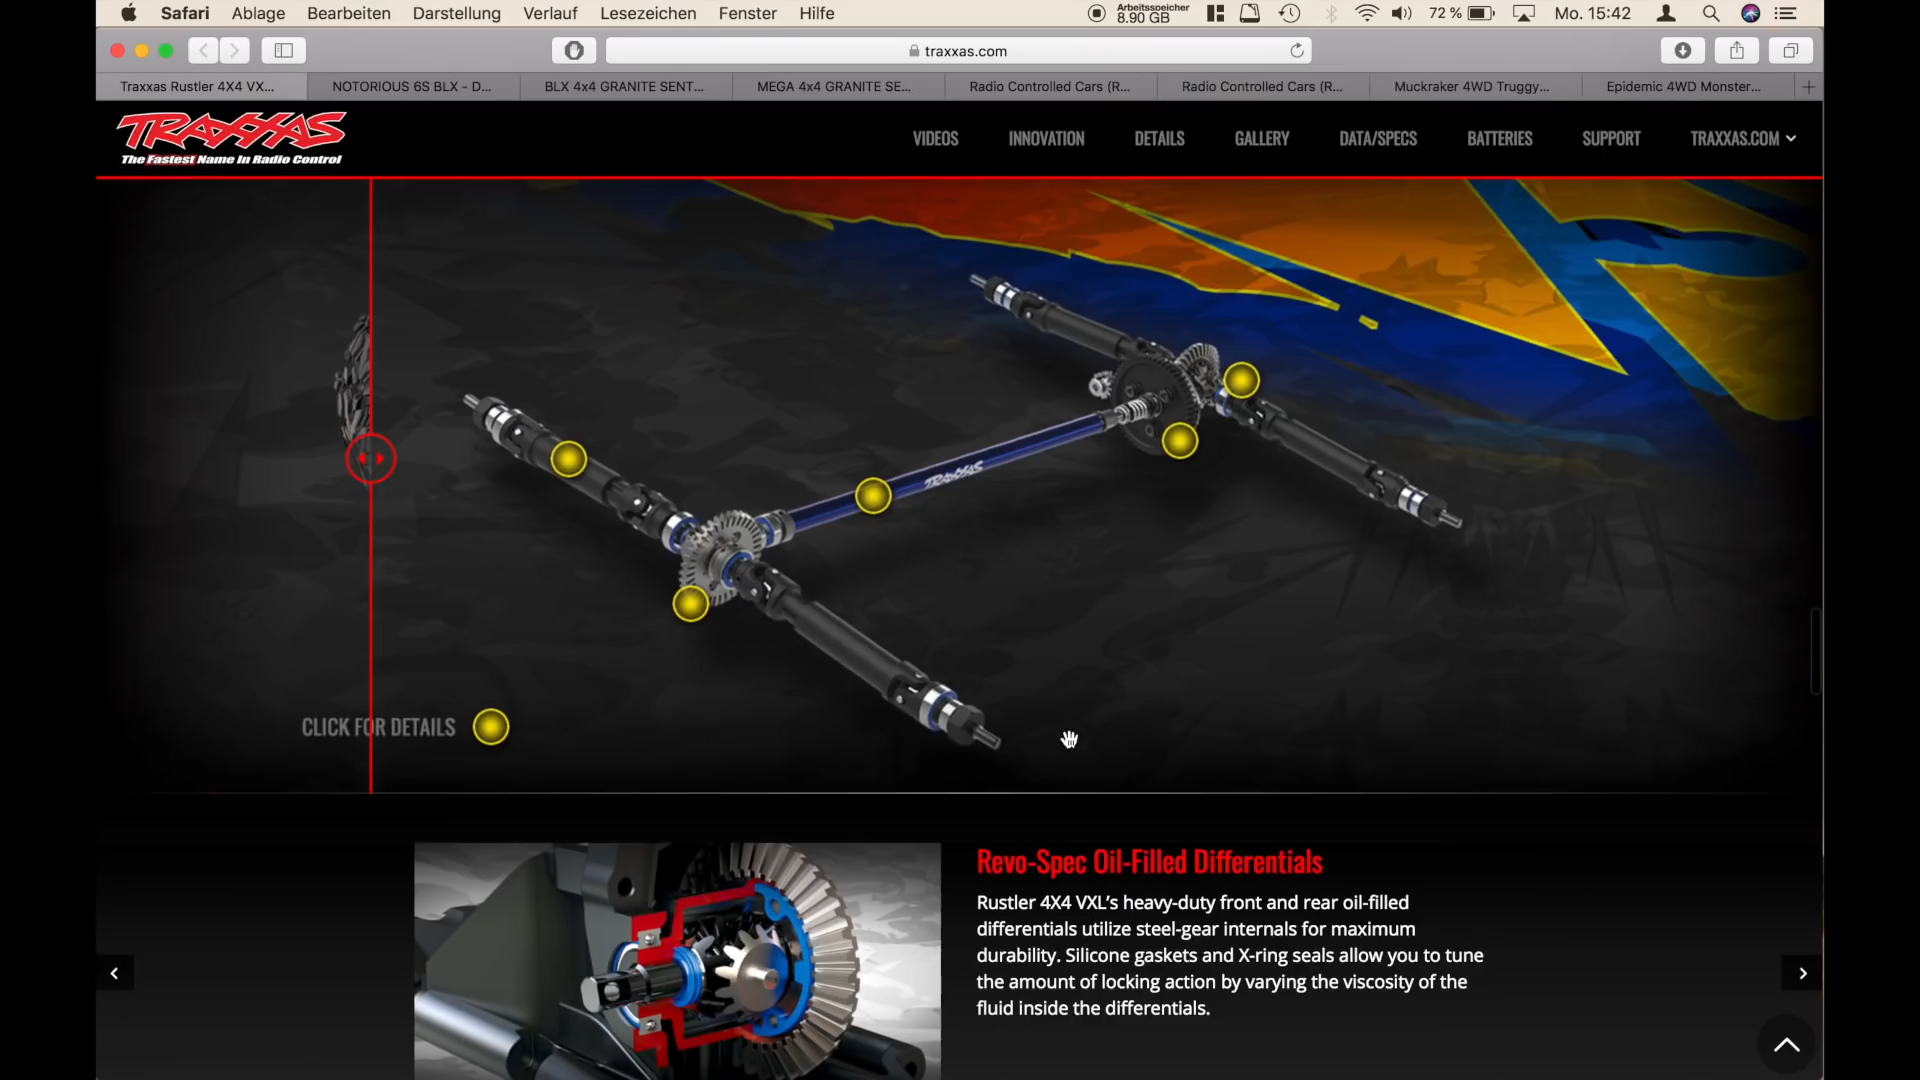 Safari Ablage Bearbeiten Darstellung Verlauf Lesezeichen Fenster Hilfe Arbeitsspeicher 8.90 GB 72 % Mo. 15:42
traxxas.com
Traxxas Rustler 4X4 VX... NOTORIOUS 6S BLX - D... BLX 4x4 GRANITE SENT... MEGA 4x4 GRANITE SE... Radio Controlled Cars (R... Radio Controlled Cars (R... Muckraker 4WD Truggy... Epidemic 4WD Monster...
TRAXXAS
The Fastest Name In Radio Control
VIDEOS INNOVATION DETAILS GALLERY DATA/SPECS BATTERIES SUPPORT TRAXXAS.COM
TRAXXAS
CLICK FOR DETAILS
Revo-Spec Oil-Filled Differentials
Rustler 4X4 VXL’s heavy-duty front and rear oil-filled
differentials utilize steel-gear internals for maximum
durability. Silicone gaskets and X-ring seals allow you to tune
the amount of locking action by varying the viscosity of the
fluid inside the differentials.